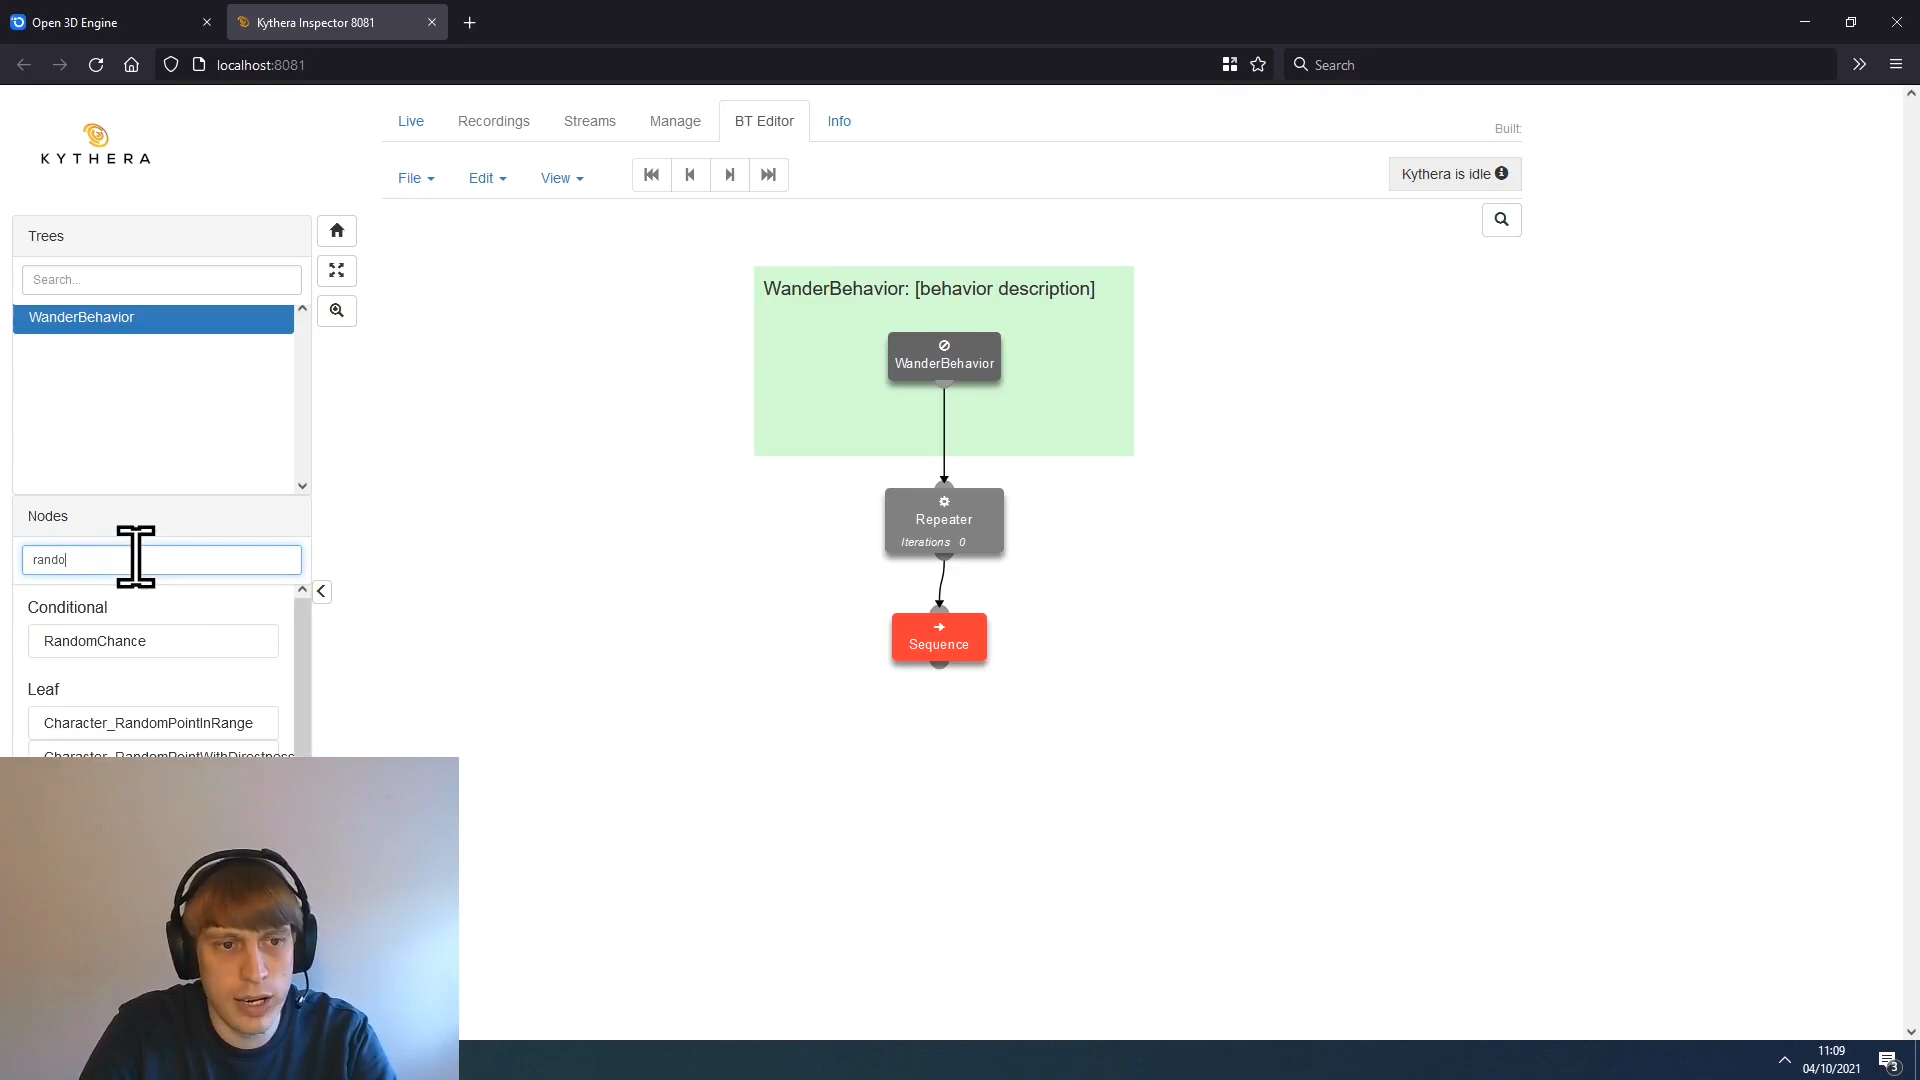 Open 3D Engine
Kythera Inspector 8081
localhost:8081
Search
KYTHERA
Live
Recordings
Streams
Manage
BT Editor
Info
Built:
File
Edit
View
Kythera is idle
Trees
Search...
WanderBehavior
WanderBehavior: [behavior description]
WanderBehavior
Repeater
Iterations 0
Sequence
Nodes
rando
Conditional
RandomChance
Leaf
Character_RandomPointInRange
Character_RandomPointWithDirectness
11:09
04/10/2021
3